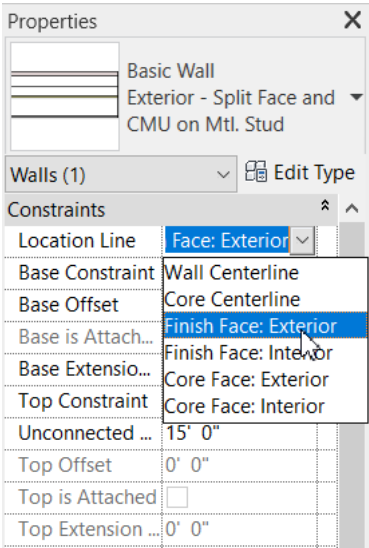 Properties
Basic Wall
Exterior - Split Face and
CMU on Mtl. Stud
Walls (1) Edit Type
Constraints
Location Line Face: Exterior
Base Constraint Wall Centerline
Base Offset Core Centerline
Base is Attach... Finish Face: Exterior
Base Extensio... Finish Face: Interior
Top Constraint Core Face: Exterior
Core Face: Interior
Unconnected ... 15' 0"
Top Offset 0' 0"
Top is Attached
Top Extension ... 0' 0"